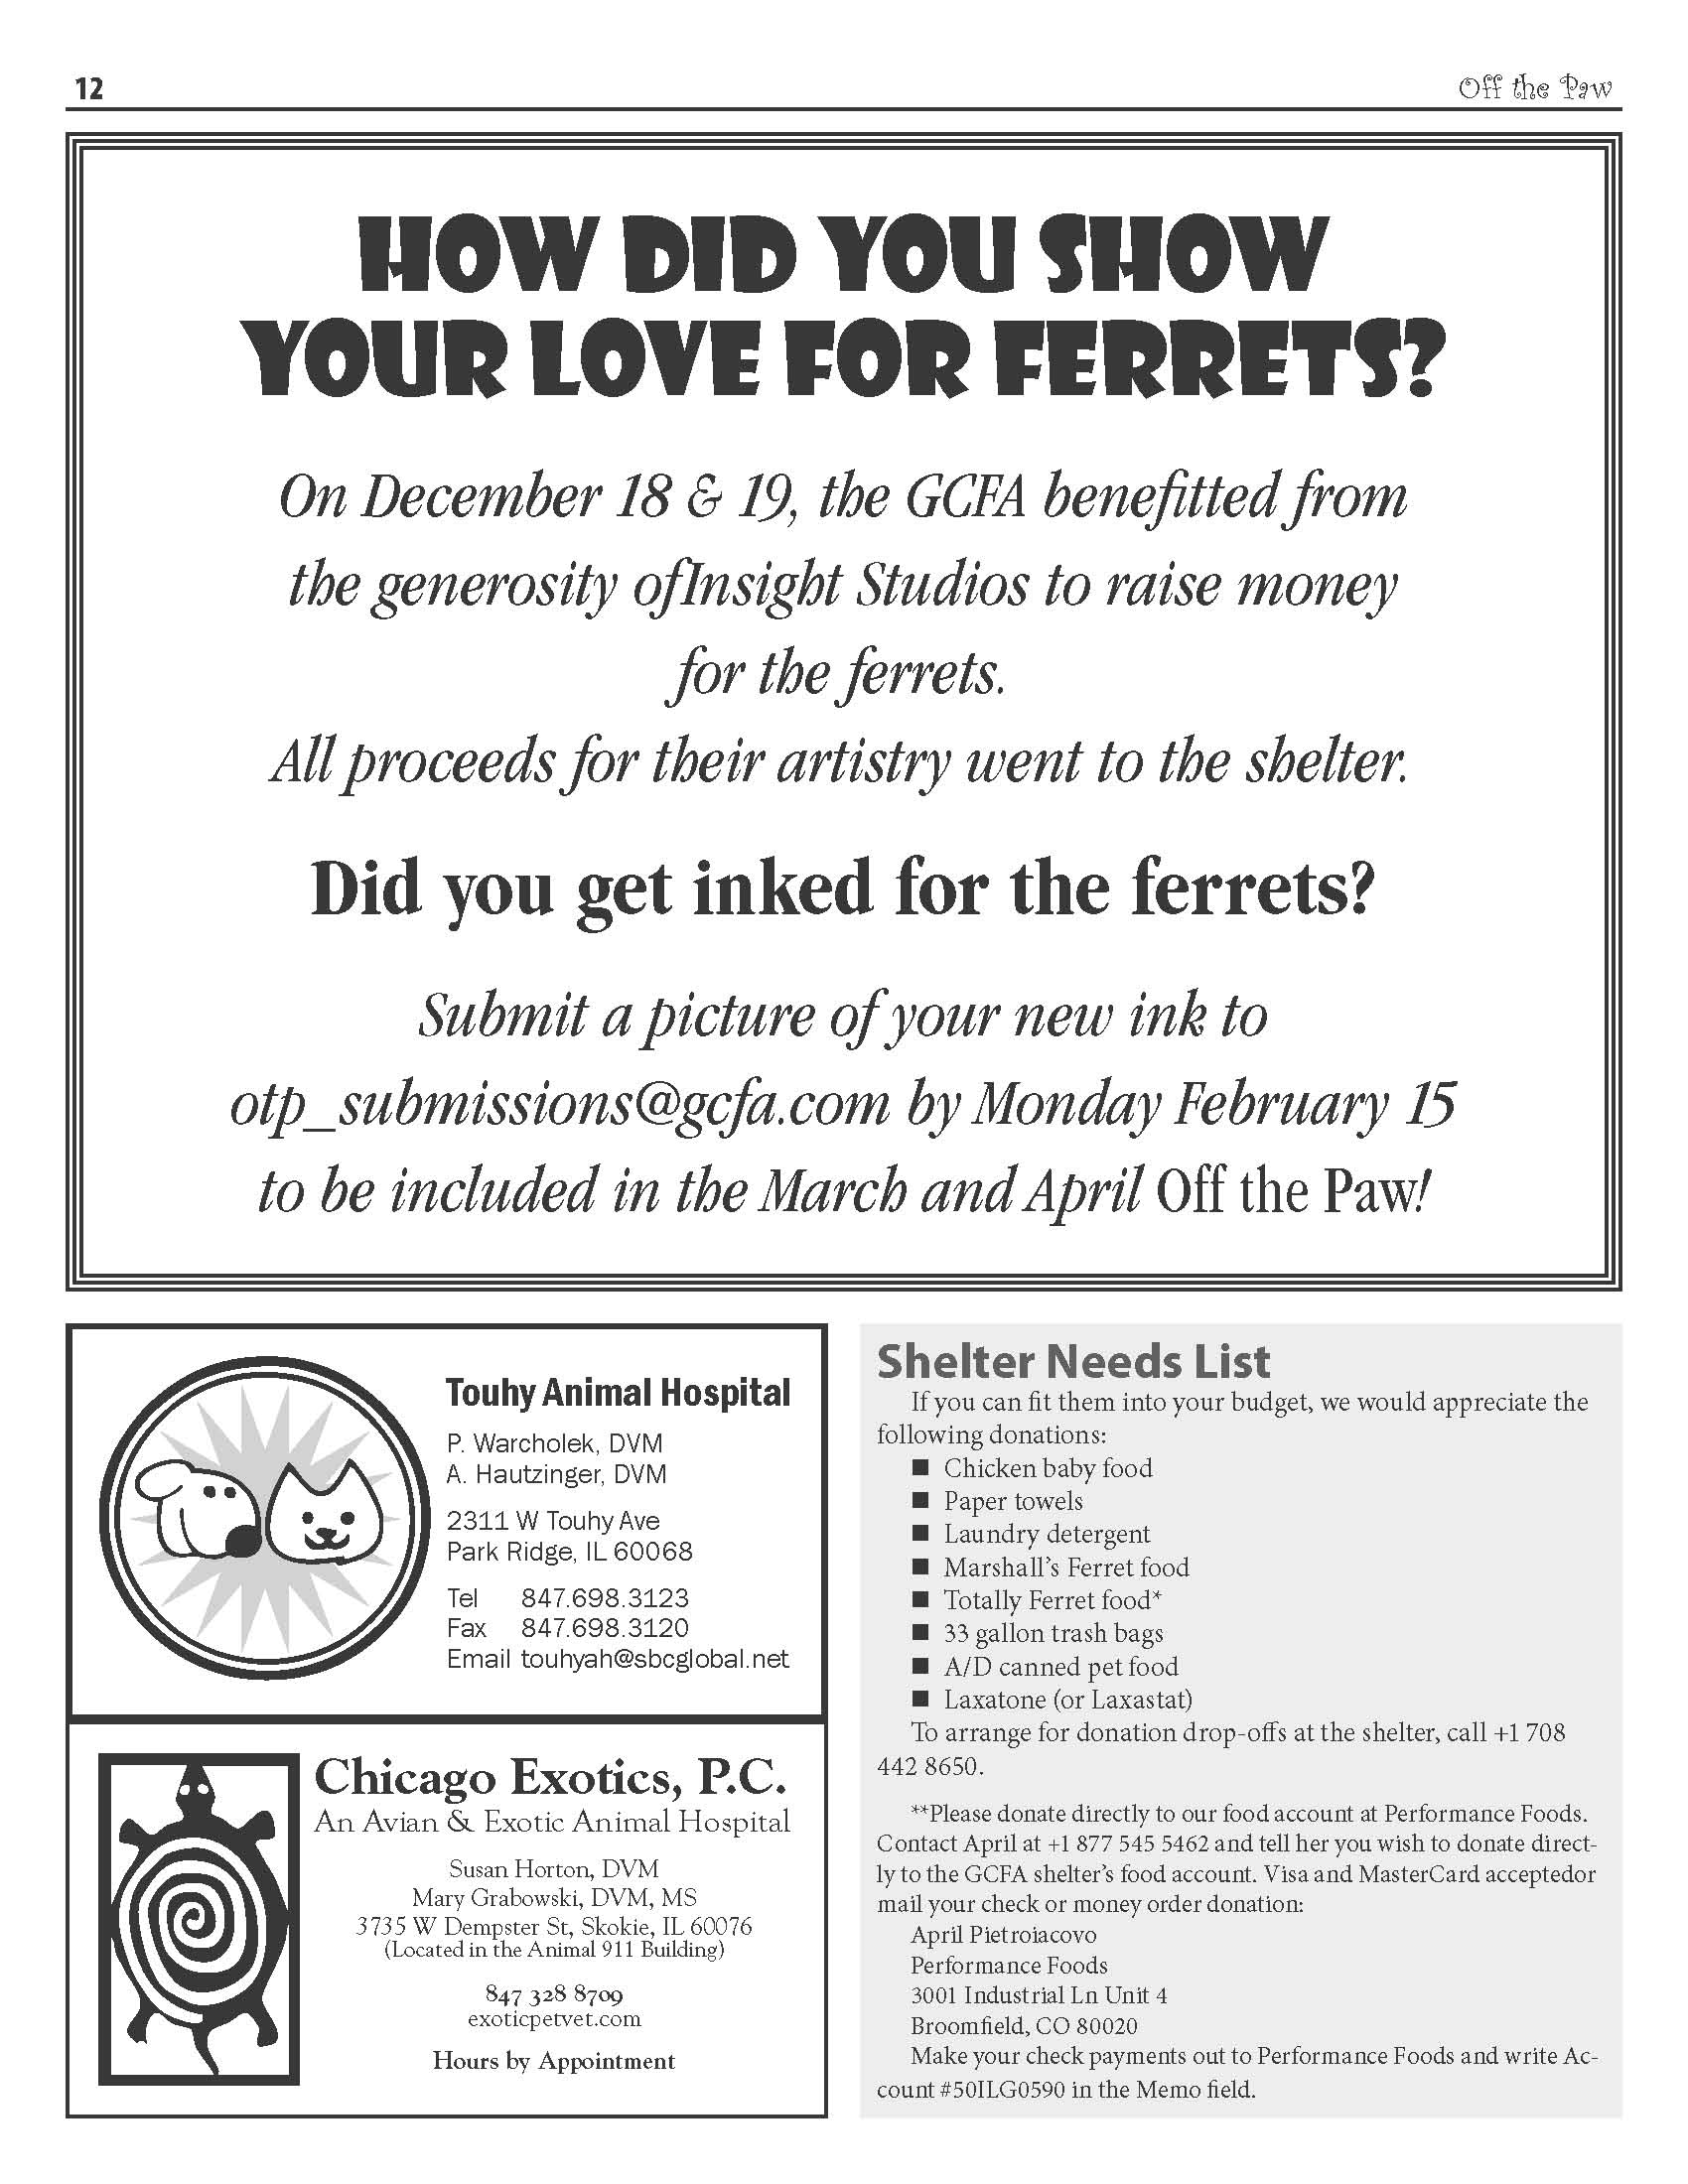 12
Off the Paw
HOW DID YOU SHOW
YOUR LOVE FOR FERRETS?
On December 18 & 19, the GCFA benefitted from
the generosity ofInsight Studios to raise money
for the ferrets.
All proceeds for their artistry went to the shelter.
Did you get inked for the ferrets?
Submit a picture of your new ink to
otp_submissions@gcfa.com by Monday February 15
to be included in the March and April Off the Paw!
Touhy Animal Hospital
P. Warcholek, DVM
A. Hautzinger, DVM
2311 W Touhy Ave
Park Ridge, IL 60068
Tel 847.698.3123
Fax 847.698.3120
Email touhyah@sbcglobal.net
Chicago Exotics, P.C.
An Avian & Exotic Animal Hospital
Susan Horton, DVM
Mary Grabowski, DVM, MS
3735 W Dempster St, Skokie, IL 60076
(Located in the Animal 911 Building)
847 328 8709
exoticpetvet.com
Hours by Appointment
Shelter Needs List
If you can fit them into your budget, we would appreciate the
following donations:
■ Chicken baby food
■ Paper towels
■ Laundry detergent
■ Marshall's Ferret food
■ Totally Ferret food*
■ 33 gallon trash bags
■ A/D canned pet food
■ Laxatone (or Laxastat)
To arrange for donation drop-offs at the shelter, call +1 708
442 8650.
**Please donate directly to our food account at Performance Foods.
Contact April at +1 877 545 5462 and tell her you wish to donate direct-
ly to the GCFA shelter's food account. Visa and MasterCard acceptedor
mail your check or money order donation:
April Pietroiacovo
Performance Foods
3001 Industrial Ln Unit 4
Broomfield, CO 80020
Make your check payments out to Performance Foods and write Ac-
count #50ILG0590 in the Memo field.